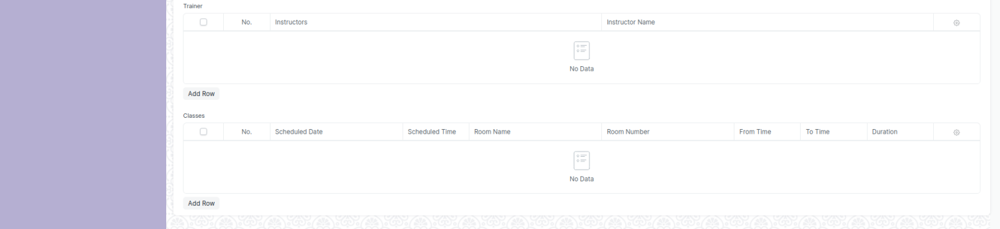 Trainer
No. Instructors Instructor Name
No Data
Add Row
Classes
No. Scheduled Date Scheduled Time Room Name Room Number From Time To Time Duration
No Data
Add Row